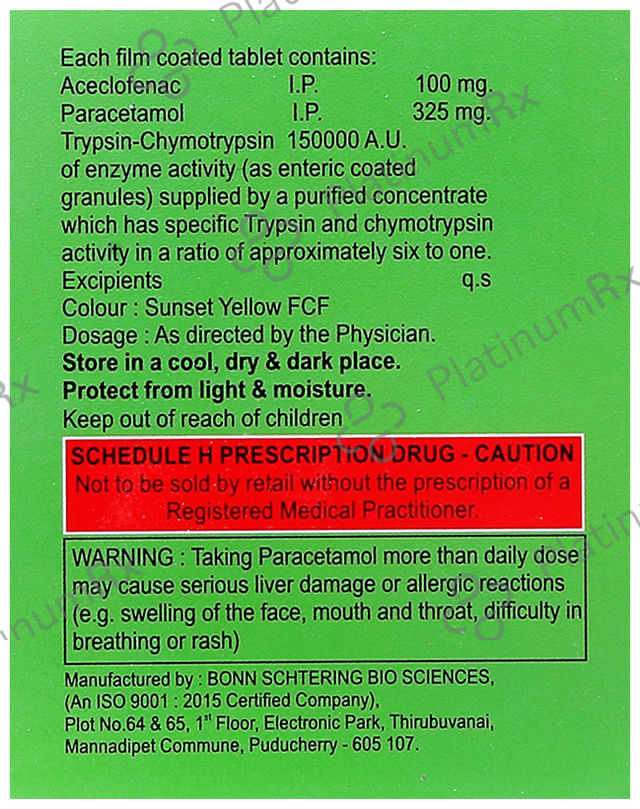 Each film coated tablet contains:
Aceclofenac I.P. 100 mg.
Paracetamol I.P. 325 mg.
Trypsin-Chymotrypsin 150000 A.U.
of enzyme activity (as enteric coated
granules) supplied by a purified concentrate
which has specific Trypsin and chymotrypsin
activity in a ratio of approximately six to one.
Excipients q.s
Colour : Sunset Yellow FCF
Dosage : As directed by the Physician.
Store in a cool, dry & dark place.
Protect from light & moisture.
Keep out of reach of children
SCHEDULE H PRESCRIPTION DRUG - CAUTION
Not to be sold by retail without the prescription of a
Registered Medical Practitioner.
WARNING : Taking Paracetamol more than daily dose
may cause serious liver damage or allergic reactions
(e.g. swelling of the face, mouth and throat, difficulty in
breathing or rash)
Manufactured by : BONN SCHTERING BIO SCIENCES,
(An ISO 9001 : 2015 Certified Company),
Plot No.64 & 65, 1st Floor, Electronic Park, Thirubuvanai,
Mannadipet Commune, Puducherry - 605 107.
PlatinumRx
PlatinumRx
PlatinumRx